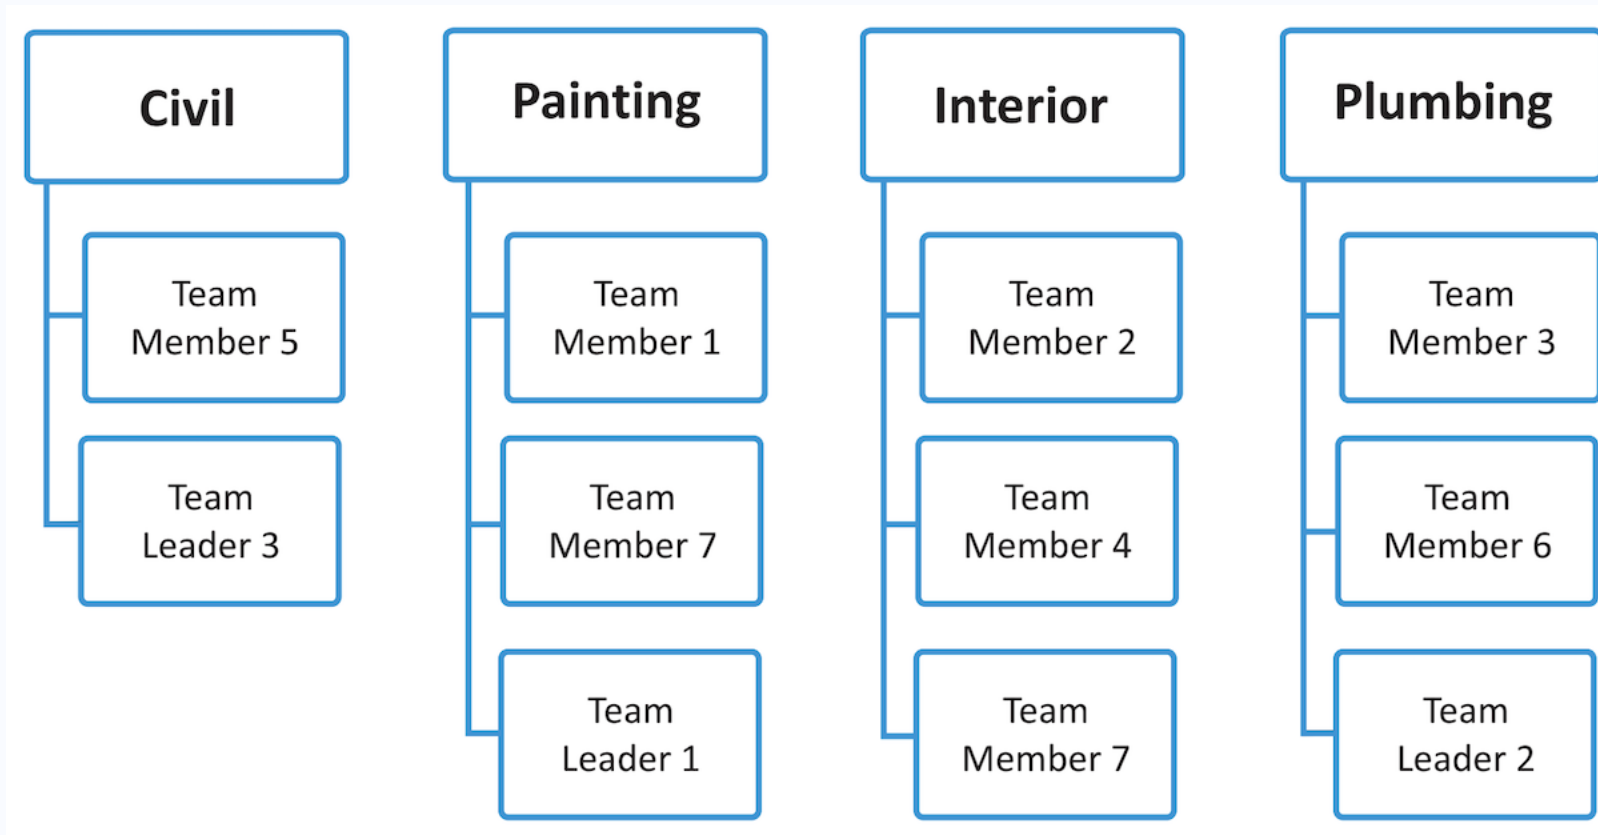 Civil
Team
Member 5
Team
Leader 3
Painting
Team
Member 1
Team
Member 7
Team
Leader 1
Interior
Team
Member 2
Team
Member 4
Team
Member 7
Plumbing
Team
Member 3
Team
Member 6
Team
Leader 2